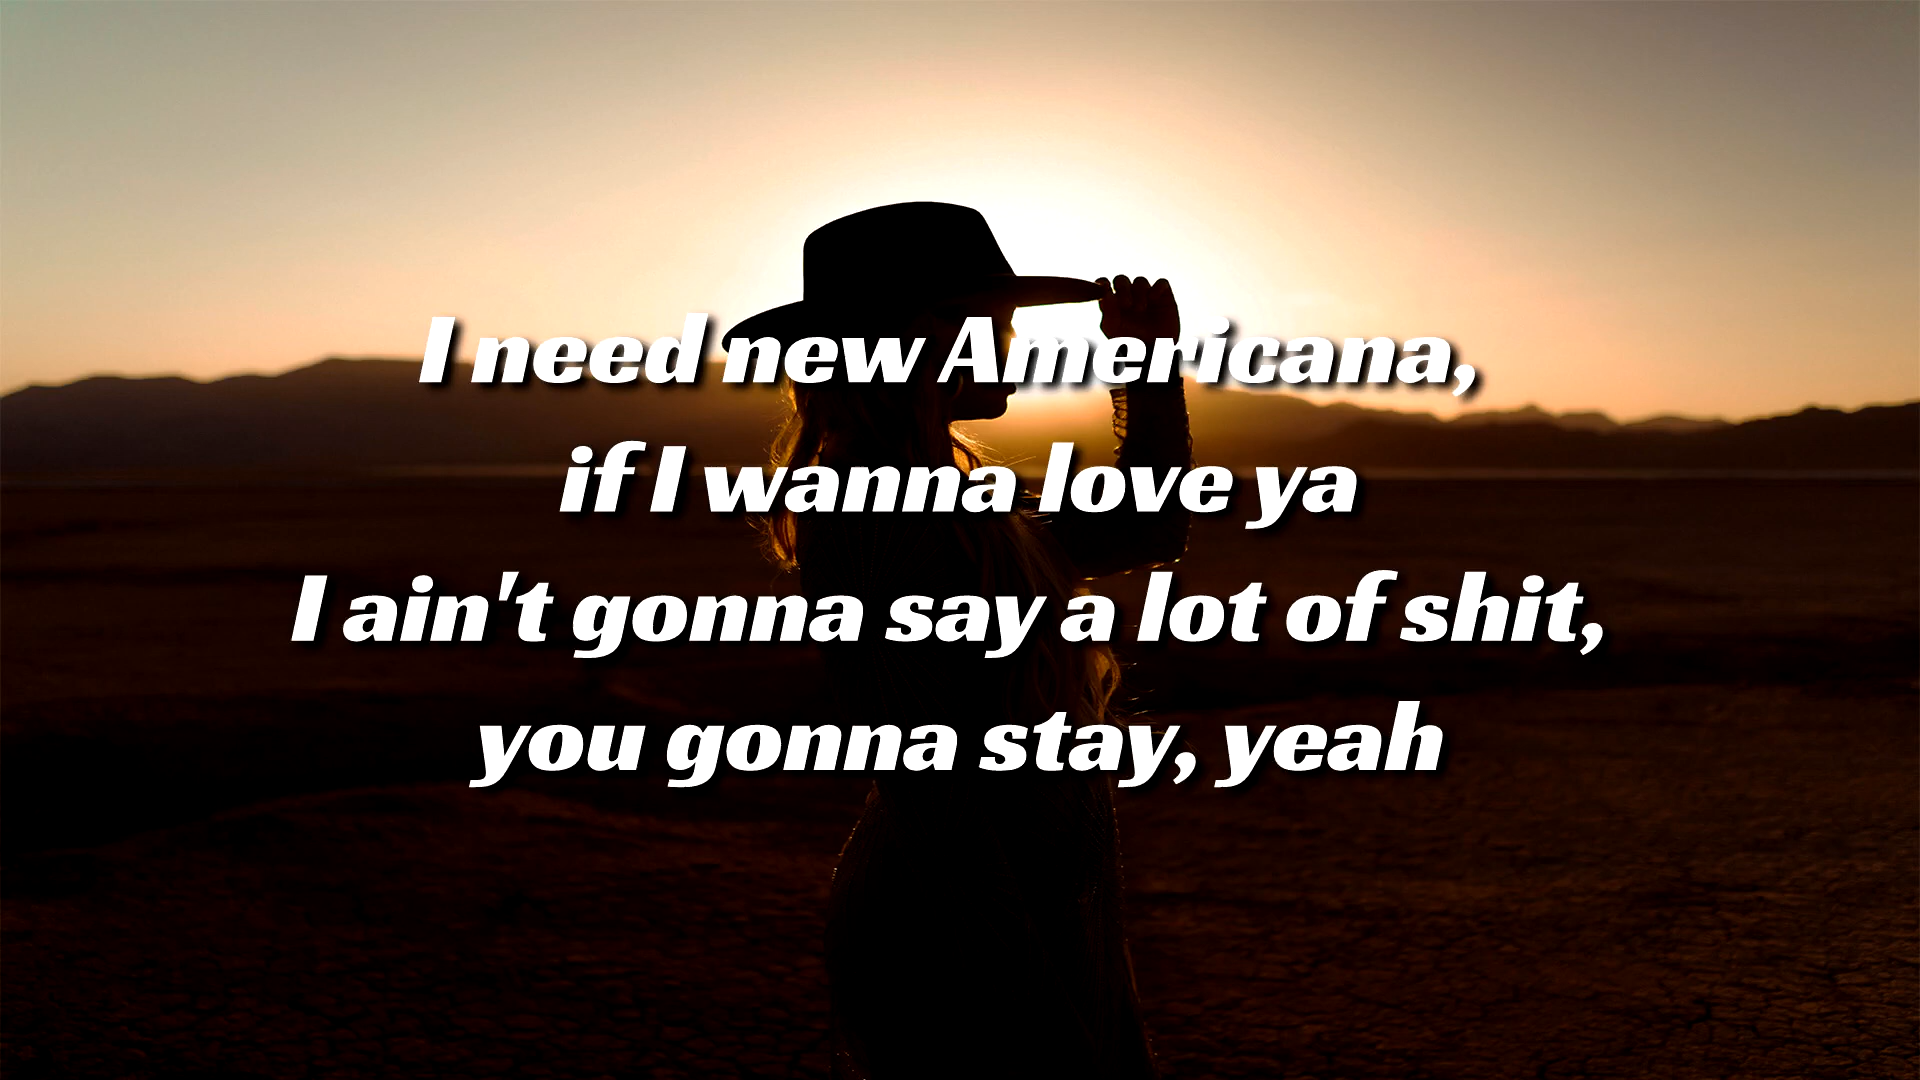 I need new Americana,
if I wanna love ya
I ain't gonna say a lot of shit,
you gonna stay, yeah